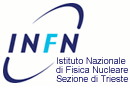 INFN
Istituto Nazionale
di Fisica Nucleare
Sezione di Trieste